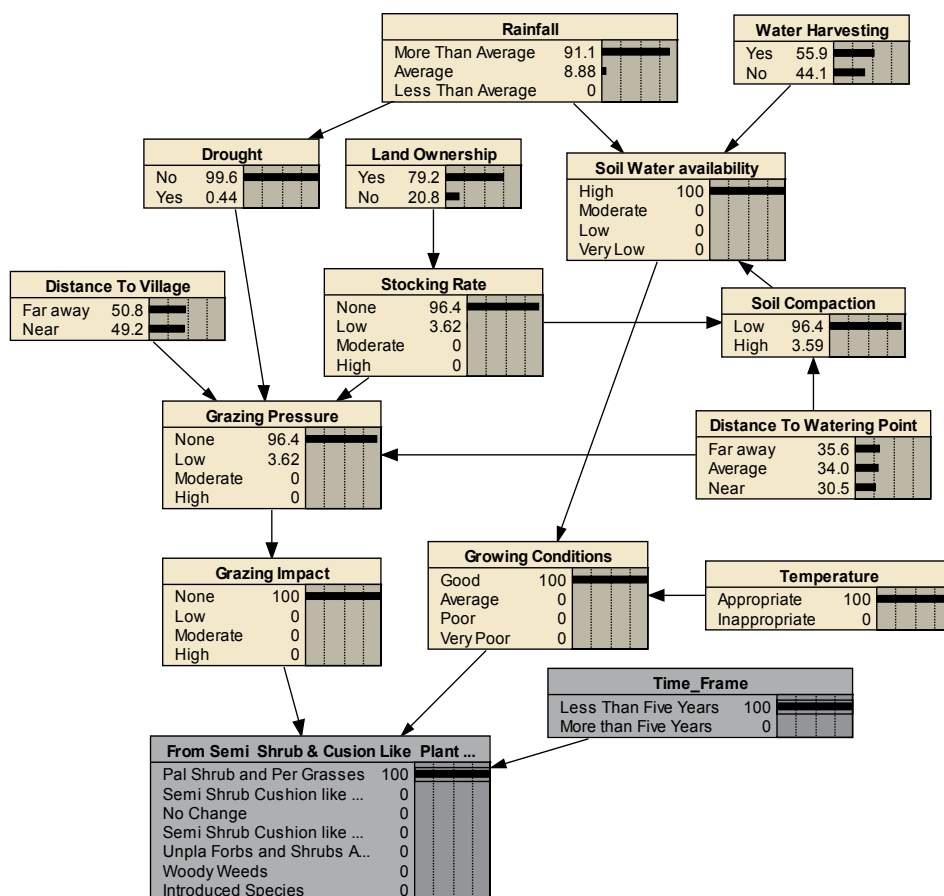 Rainfall
More Than Average 91.1
Average 8.88
Less Than Average 0
Water Harvesting
Yes 55.9
No 44.1
Drought
No 99.6
Yes 0.44
Land Ownership
Yes 79.2
No 20.8
Soil Water availability
High 100
Moderate 0
Low 0
Very Low 0
Distance To Village
Far away 50.8
Near 49.2
Stocking Rate
None 96.4
Low 3.62
Moderate 0
High 0
Soil Compaction
Low 96.4
High 3.59
Grazing Pressure
None 96.4
Low 3.62
Moderate 0
High 0
Distance To Watering Point
Far away 35.6
Average 34.0
Near 30.5
Grazing Impact
None 100
Low 0
Moderate 0
High 0
Growing Conditions
Good 100
Average 0
Poor 0
Very Poor 0
Temperature
Appropriate 100
Inappropriate 0
Time_Frame
Less Than Five Years 100
More than Five Years 0
From Semi Shrub & Cusion Like Plant ...
Pal Shrub and Per Grasses 100
Semi Shrub Cushion like ... 0
No Change 0
Semi Shrub Cushion like ... 0
Unpla Forbs and Shrubs A... 0
Woody Weeds 0
Introduced Species 0